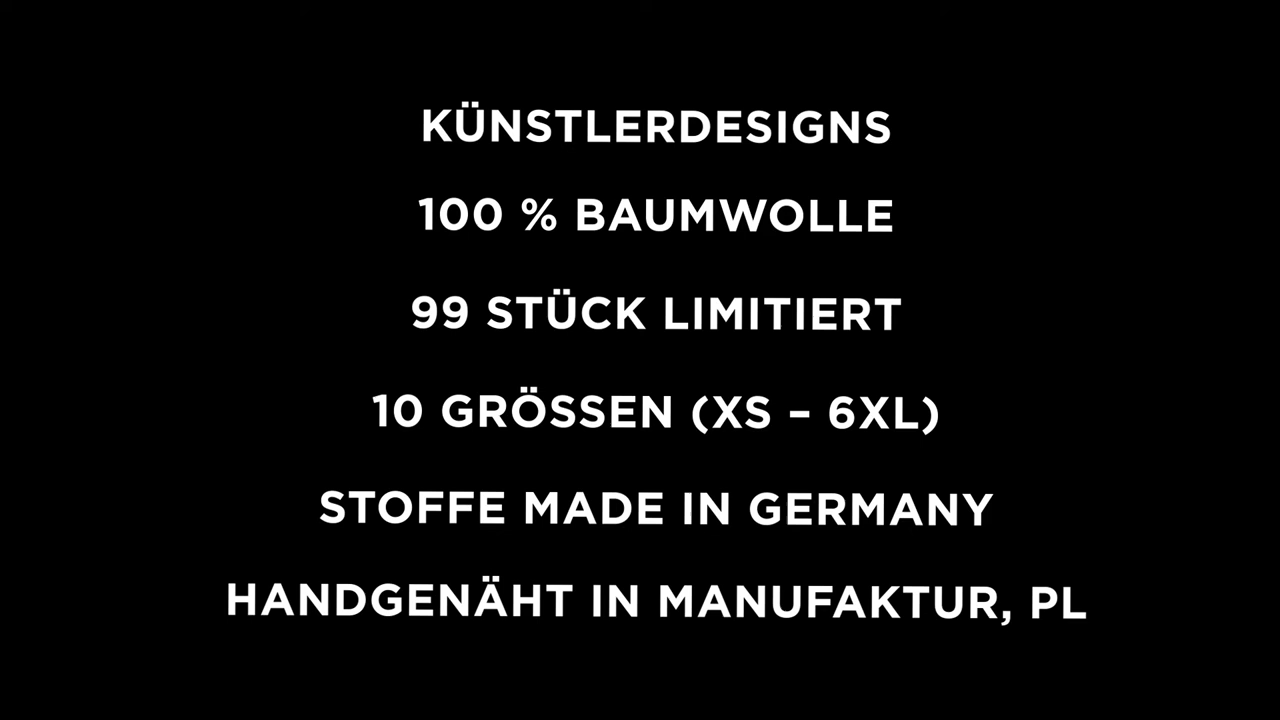 KÜNSTLERDESIGNS
100 % BAUMWOLLE
99 STÜCK LIMITIERT
10 GRÖSSEN (XS – 6XL)
STOFFE MADE IN GERMANY
HANDGENÄHT IN MANUFAKTUR, PL